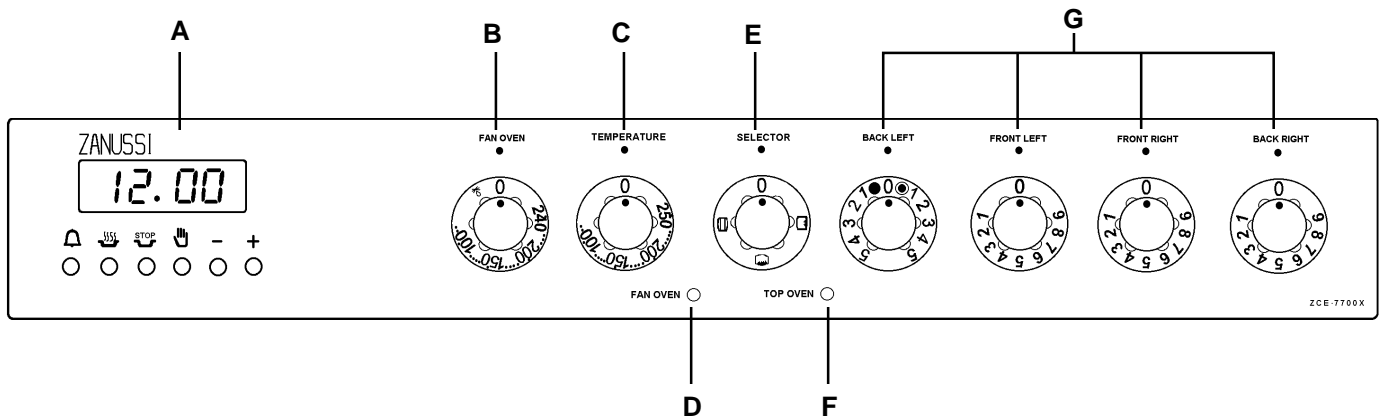 A B C E G
ZANUSSI
12.00
STOP
- +
FAN OVEN TEMPERATURE SELECTOR BACK LEFT FRONT LEFT FRONT RIGHT BACK RIGHT
0 240 200 150 100
0 250 200 150 100
0
0 1 2 3 4 5 5 4 3 2 1
0 9 8 7 6 5 4 3 2 1
0 9 8 7 6 5 4 3 2 1
0 9 8 7 6 5 4 3 2 1
FAN OVEN TOP OVEN
ZCE-7700X
D F